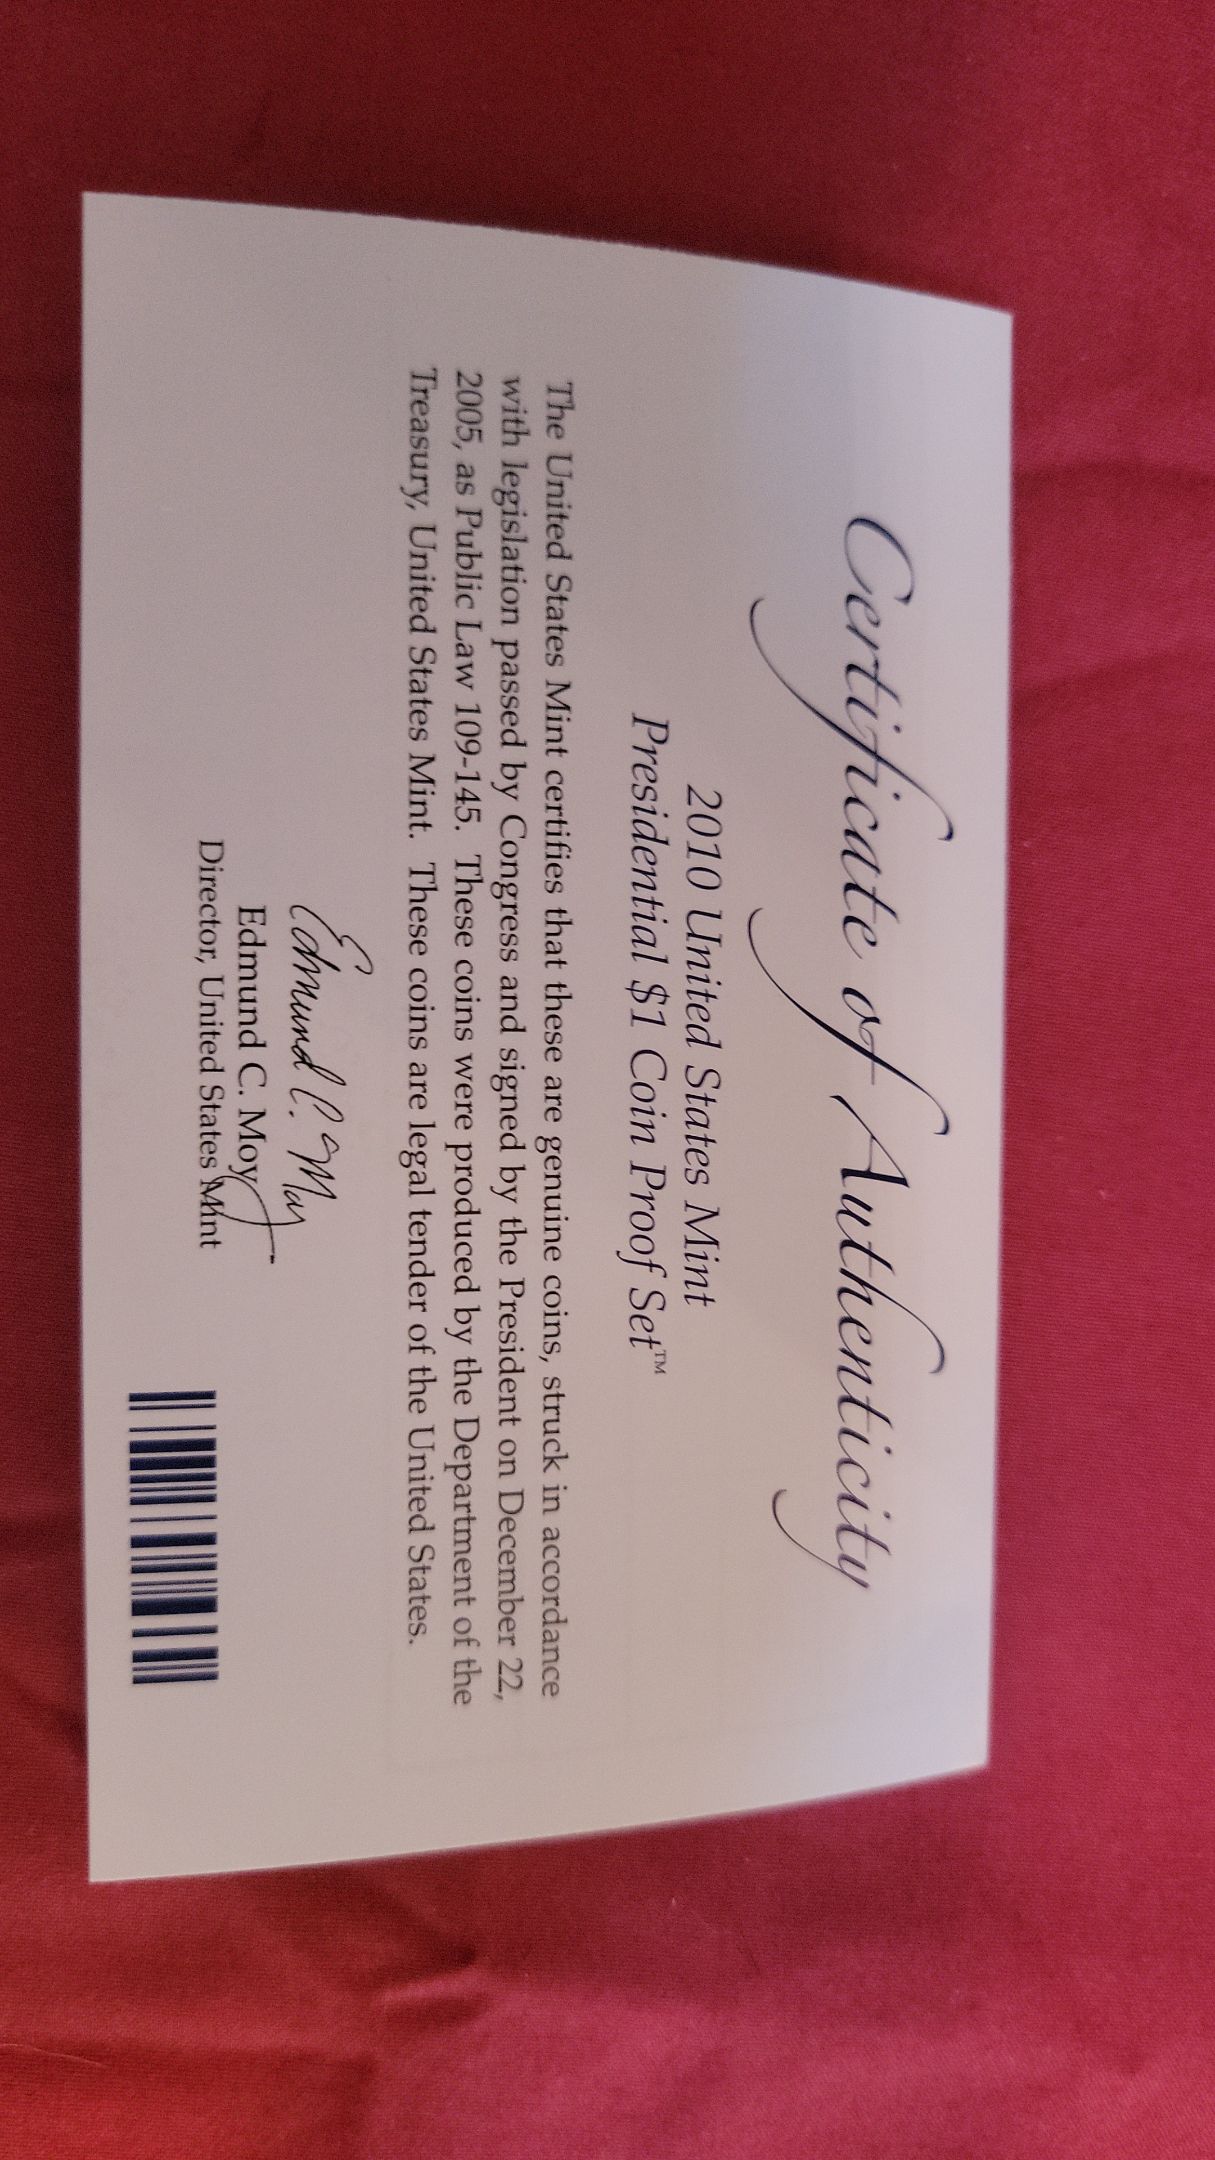 Certificate of Authenticity
2010 United States Mint
Presidential $1 Coin Proof Set™
The United States Mint certifies that these are genuine coins, struck in accordance
with legislation passed by Congress and signed by the President on December 22,
2005, as Public Law 109-145. These coins were produced by the Department of the
Treasury, United States Mint. These coins are legal tender of the United States.
Edmund C. Moy
Edmund C. Moy
Director, United States Mint